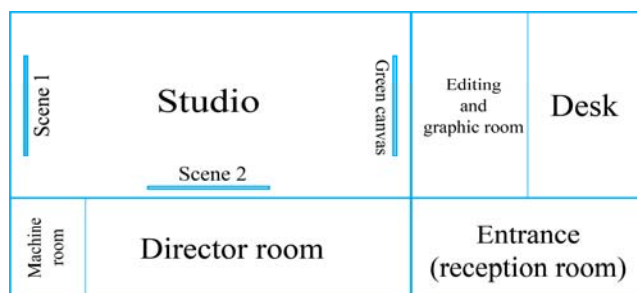 Scene 1
Studio
Green canvas
Scene 2
Editing
and
graphic room
Desk
Machine
room
Director room
Entrance
(reception room)